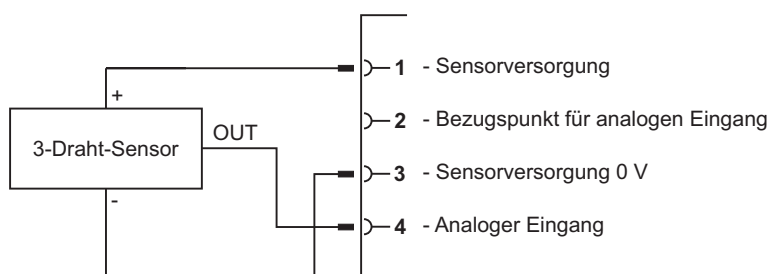 1 - Sensorversorgung
+
2 - Bezugspunkt für analogen Eingang
OUT
3-Draht-Sensor
3 - Sensorversorgung 0 V
-
4 - Analoger Eingang